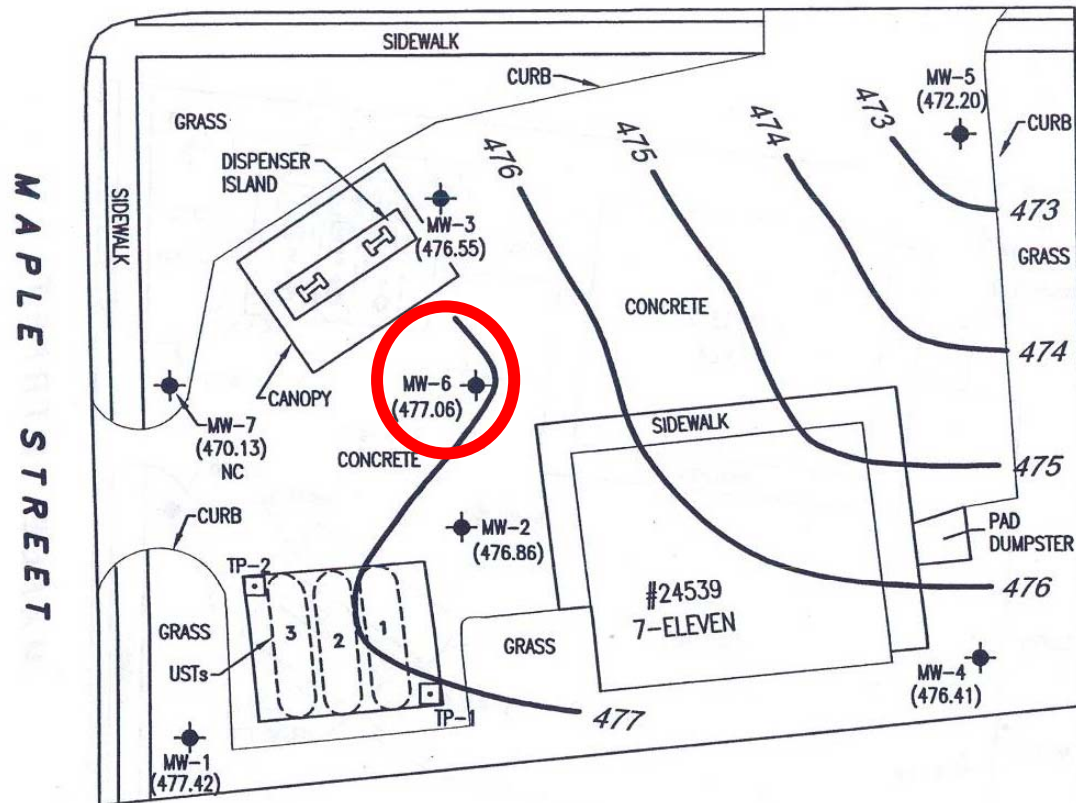 SIDEWALK
CURB
MW-5
(472.20)
473
474
475
476
GRASS
CURB
DISPENSER
ISLAND
SIDEWALK
MW-3
(476.55)
473
GRASS
MAPLE STREET
CONCRETE
474
MW-6
(477.06)
CANOPY
MW-7
(470.13)
NC
SIDEWALK
CONCRETE
475
CURB
MW-2
(476.86)
PAD
DUMPSTER
TP-2
#24539
7-ELEVEN
476
GRASS
3
2
1
GRASS
USTs
MW-4
(476.41)
TP-1
477
MW-1
(477.42)